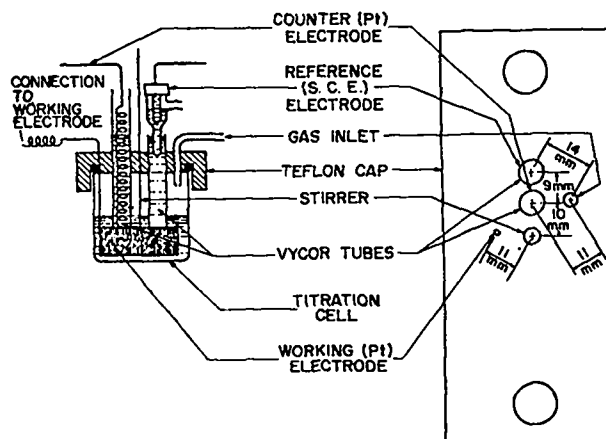 COUNTER (Pt)
ELECTRODE
REFERENCE
(S. C. E.)
ELECTRODE
CONNECTION
TO
WORKING
ELECTRODE
GAS INLET
TEFLON CAP
STIRRER
VYCOR TUBES
TITRATION
CELL
WORKING (Pt)
ELECTRODE
14
mm
9mm
10
mm
11
mm
11
mm